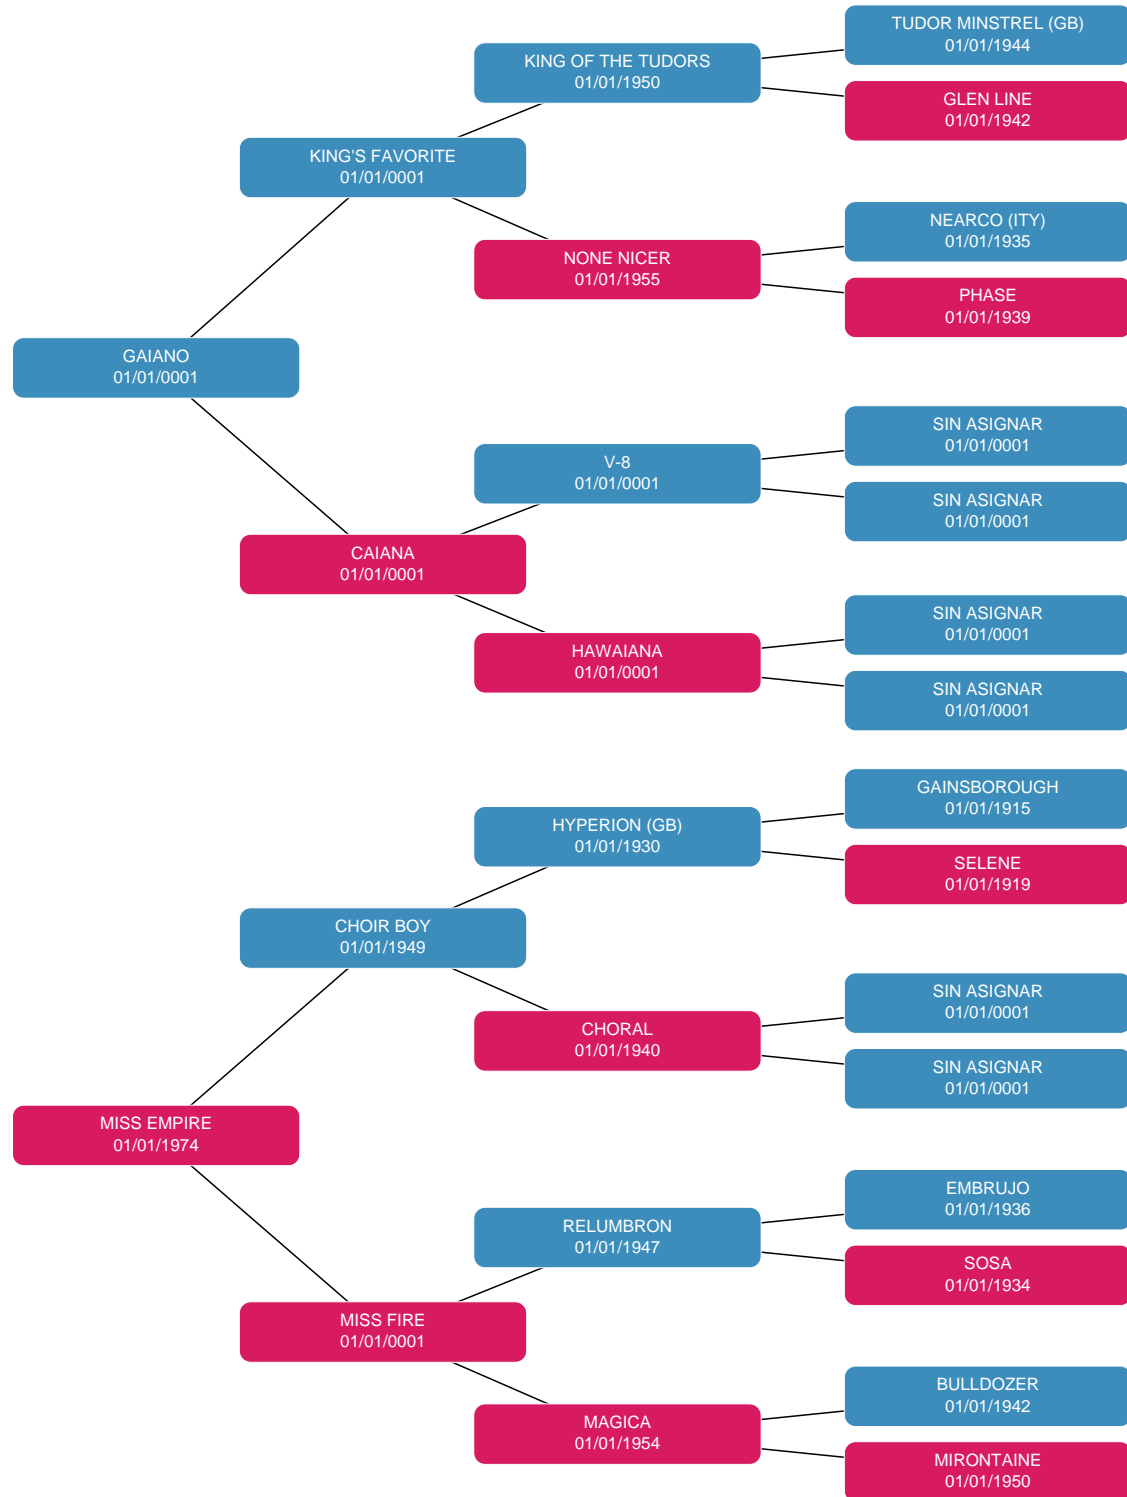 TUDOR MINSTREL (GB)
01/01/1944
KING OF THE TUDORS
01/01/1950
GLEN LINE
01/01/1942
KING'S FAVORITE
01/01/0001
NEARCO (ITY)
01/01/1935
NONE NICER
01/01/1955
PHASE
01/01/1939
GAIANO
01/01/0001
SIN ASIGNAR
01/01/0001
V-8
01/01/0001
SIN ASIGNAR
01/01/0001
CAIANA
01/01/0001
SIN ASIGNAR
01/01/0001
HAWAIANA
01/01/0001
SIN ASIGNAR
01/01/0001
GAINSBOROUGH
01/01/1915
HYPERION (GB)
01/01/1930
SELENE
01/01/1919
CHOIR BOY
01/01/1949
SIN ASIGNAR
01/01/0001
CHORAL
01/01/1940
SIN ASIGNAR
01/01/0001
MISS EMPIRE
01/01/1974
EMBRUJO
01/01/1936
RELUMBRON
01/01/1947
SOSA
01/01/1934
MISS FIRE
01/01/0001
BULLDOZER
01/01/1942
MAGICA
01/01/1954
MIRONTAINE
01/01/1950